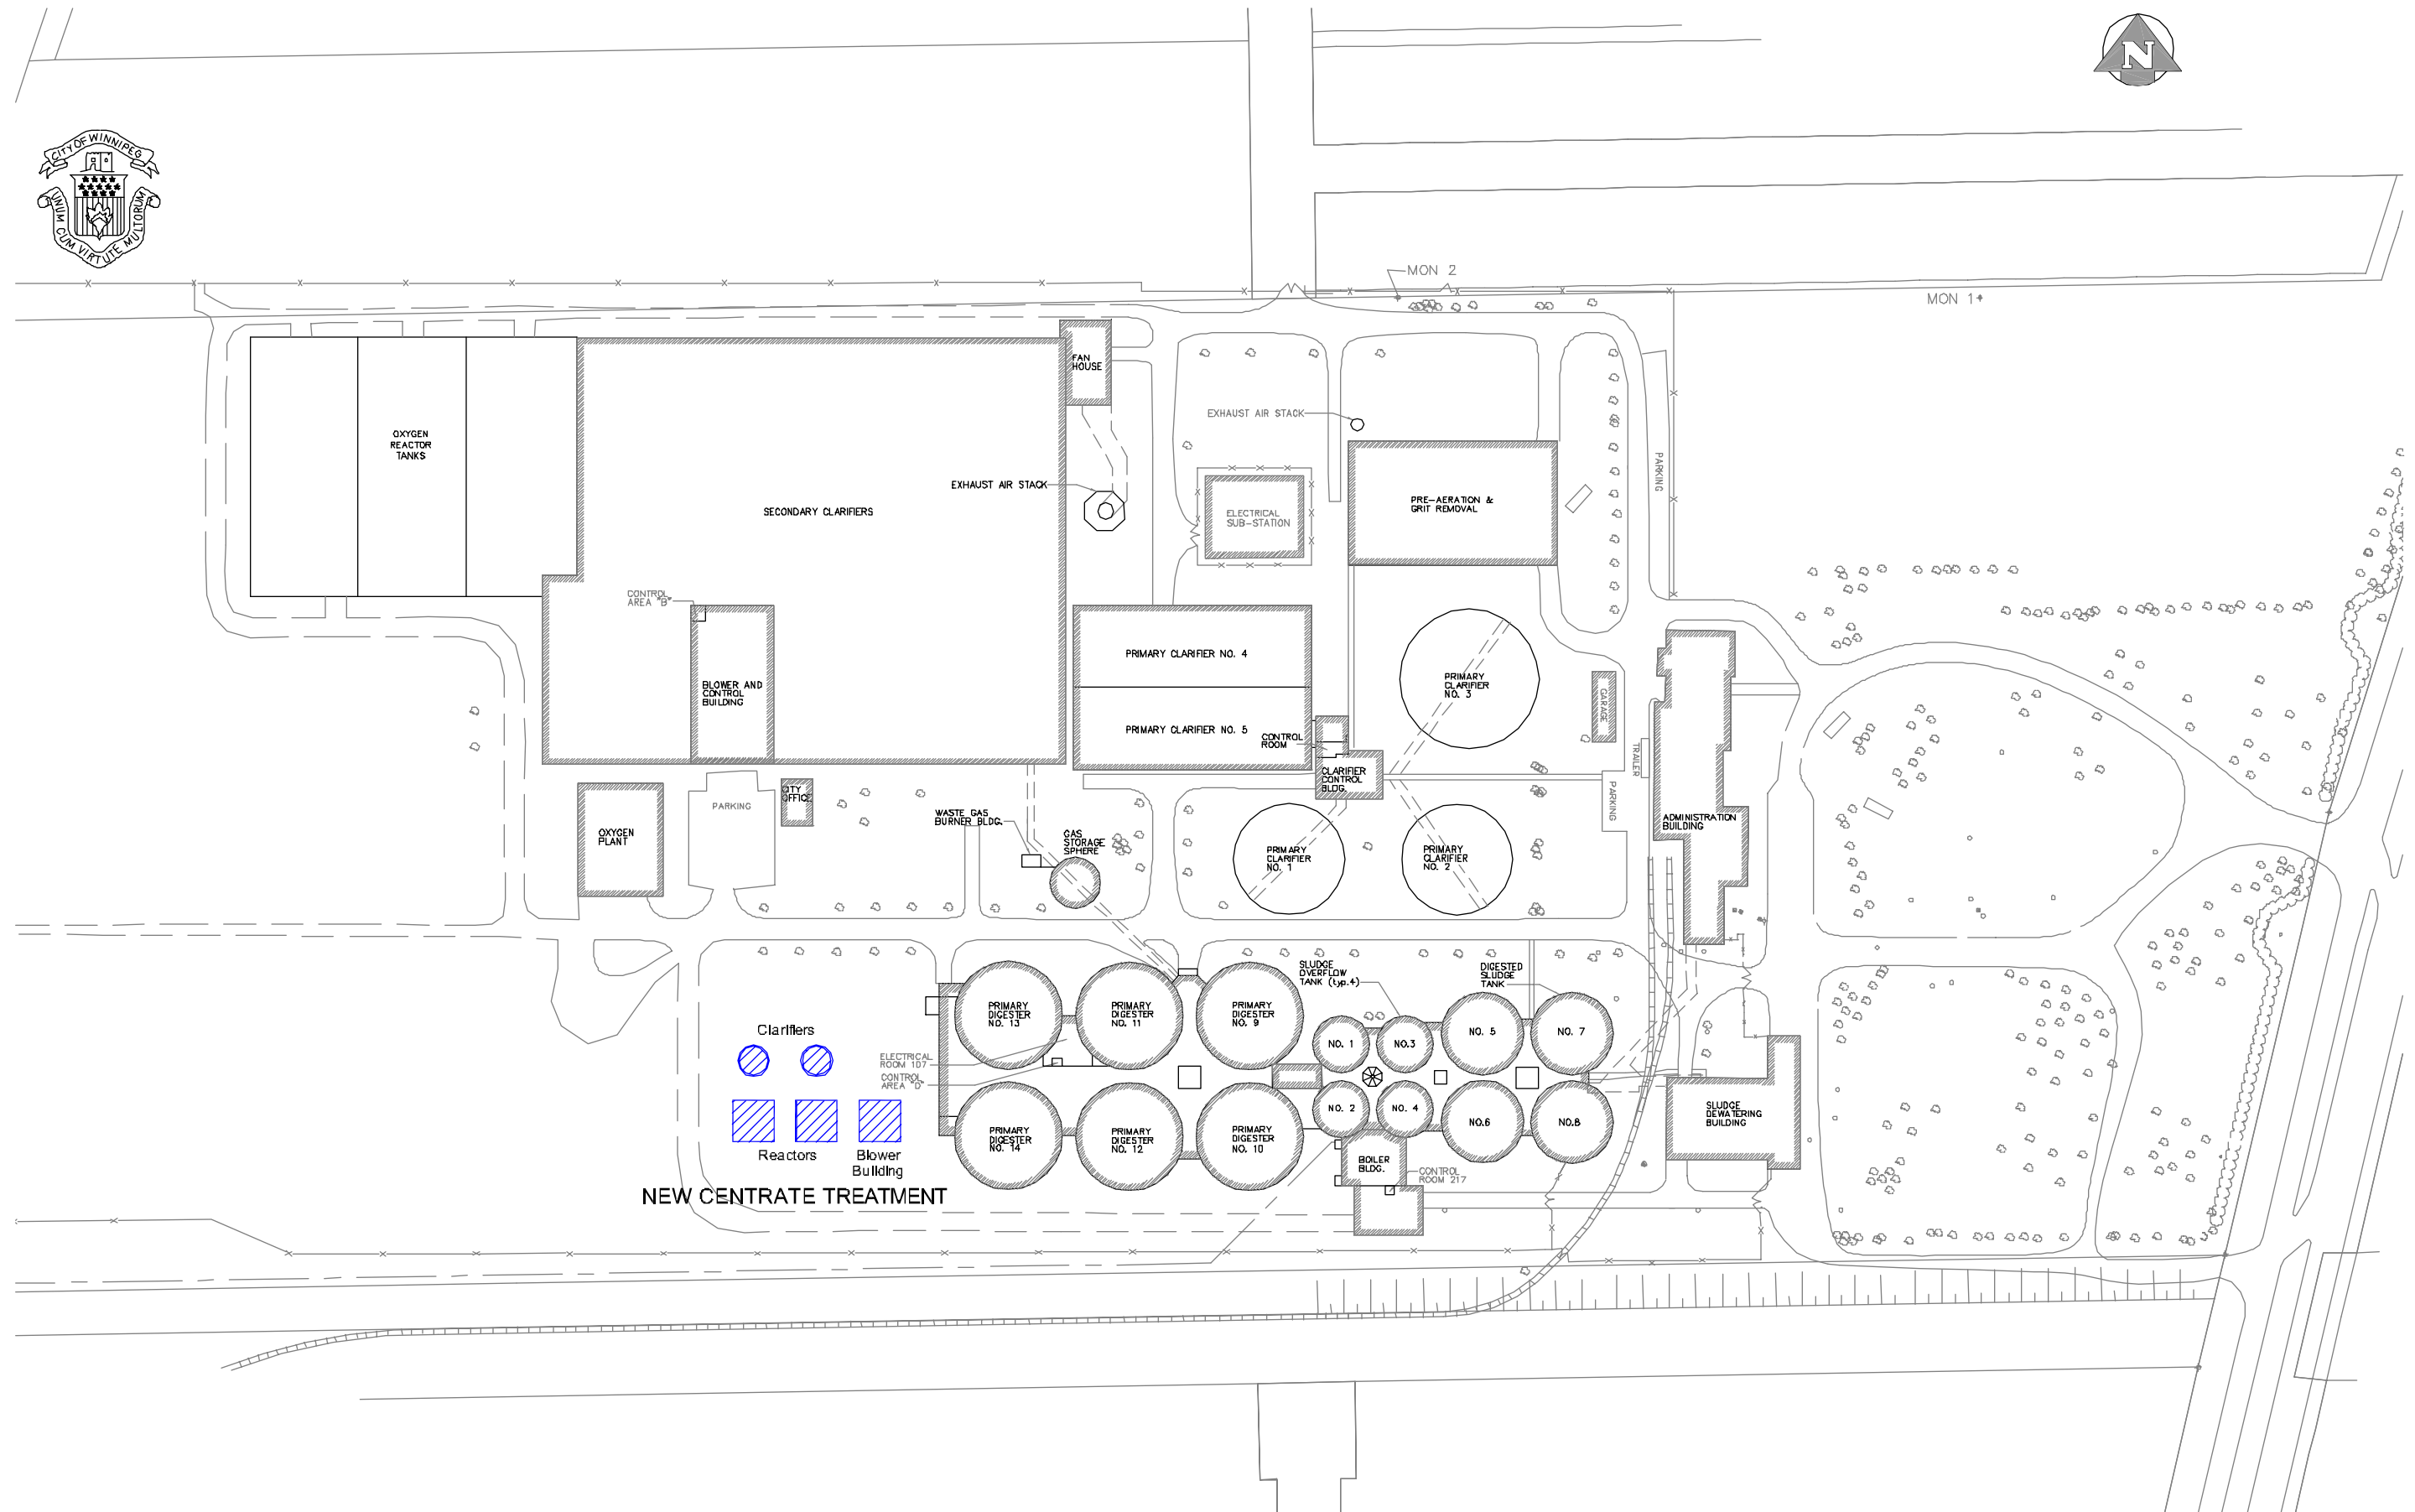 N
CITY OF WINNIPEG
UNUM CUM VIRTUTE MULTORUM
MON 2
MON 1
FAN
HOUSE
EXHAUST AIR STACK
OXYGEN
REACTOR
TANKS
PARKING
EXHAUST AIR STACK
SECONDARY CLARIFIERS
ELECTRICAL
SUB-STATION
PRE-AERATION &
GRIT REMOVAL
CONTROL
AREA "B"
PRIMARY CLARIFIER NO. 4
BLOWER AND
CONTROL
BUILDING
PRIMARY
CLARIFIER
NO. 3
GARAGE
PRIMARY CLARIFIER NO. 5
CONTROL
ROOM
TRAILER
CLARIFIER
CONTROL
BLDG.
CITY
OFFICE
PARKING
PARKING
WASTE GAS
BURNER BLDG.
ADMINISTRATION
BUILDING
OXYGEN
PLANT
GAS
STORAGE
SPHERE
PRIMARY
CLARIFIER
NO. 1
PRIMARY
CLARIFIER
NO. 2
SLUDGE
OVERFLOW
TANK (typ.4)
DIGESTED
SLUDGE
TANK
PRIMARY
DIGESTER
NO. 13
PRIMARY
DIGESTER
NO. 11
PRIMARY
DIGESTER
NO. 9
NO. 1
NO.3
NO. 5
NO. 7
Clarifiers
ELECTRICAL
ROOM 107
CONTROL
AREA "D"
NO. 2
NO. 4
NO.6
NO.8
SLUDGE
DEWATERING
BUILDING
PRIMARY
DIGESTER
NO. 14
PRIMARY
DIGESTER
NO. 12
PRIMARY
DIGESTER
NO. 10
Reactors
Blower
Building
BOILER
BLDG.
CONTROL
ROOM 217
NEW CENTRATE TREATMENT